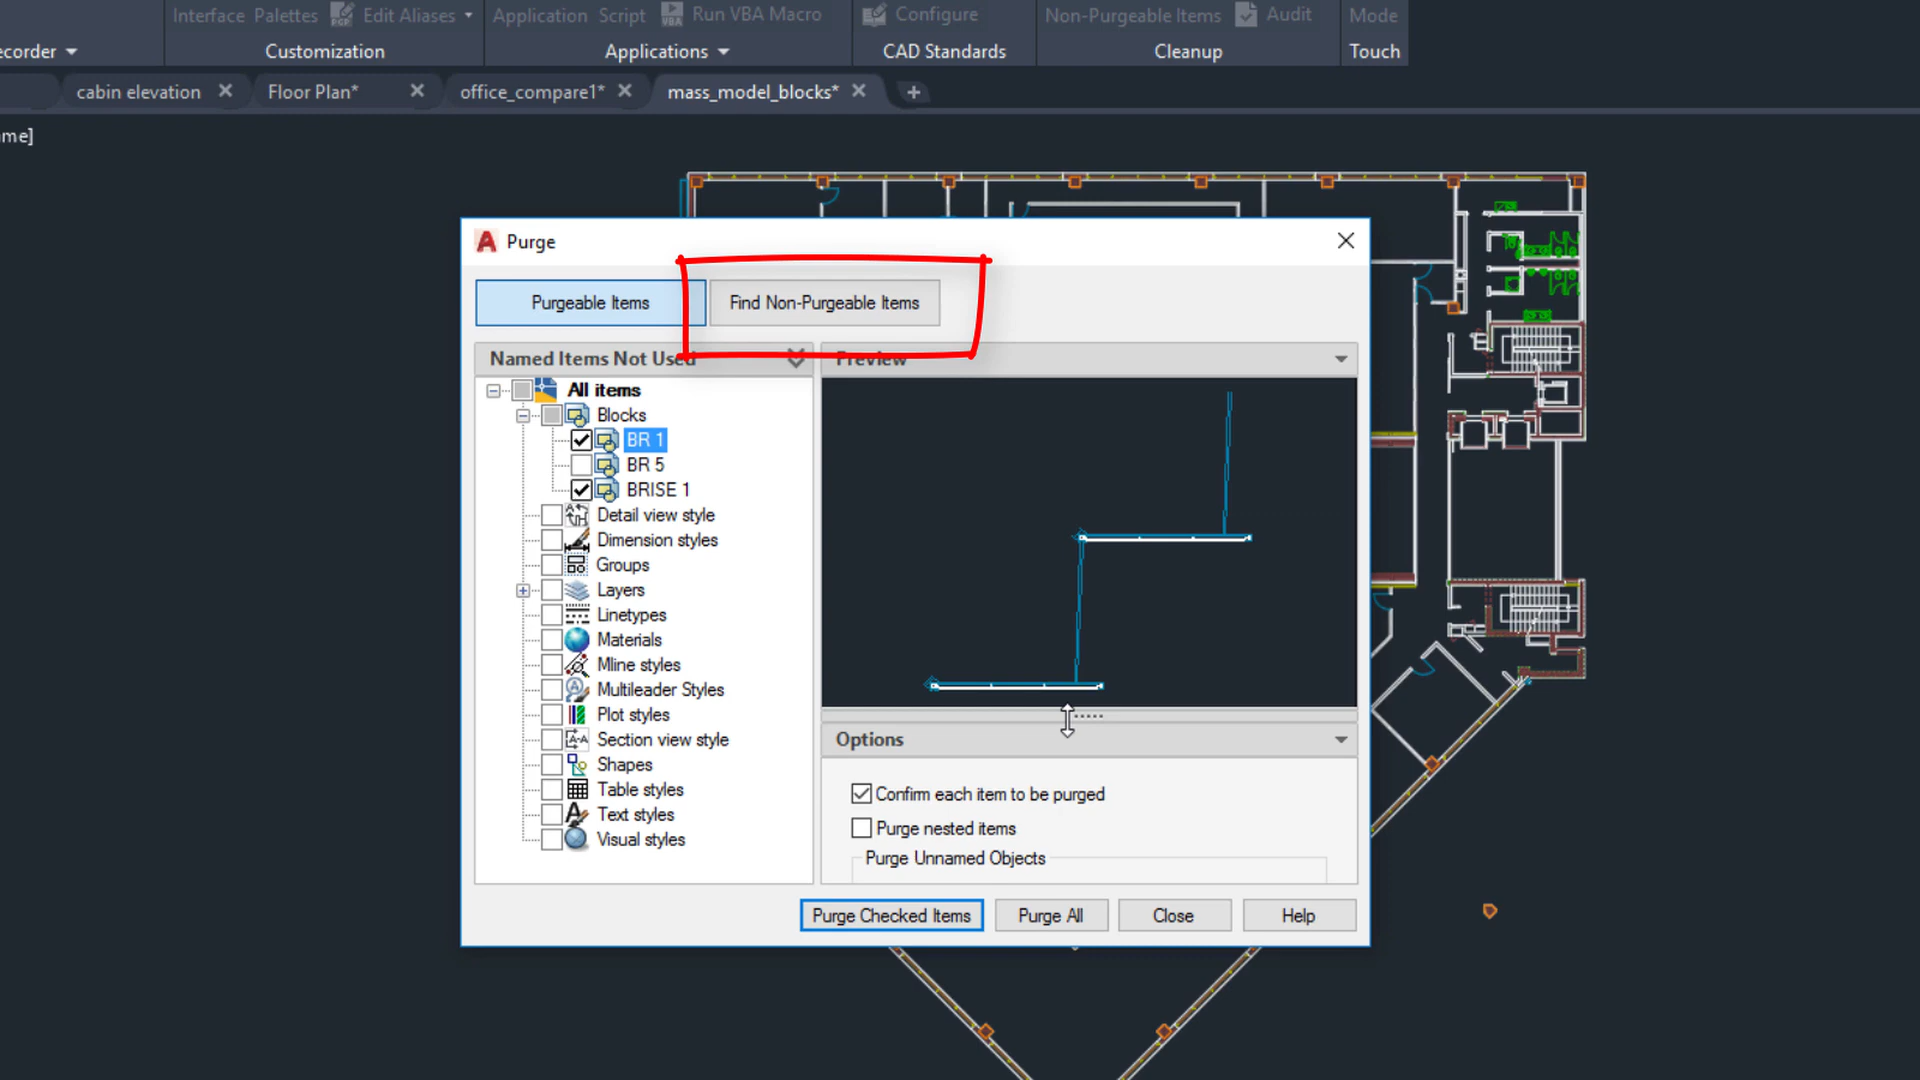 Interface Palettes Edit Aliases Application Script Run VBA Macro Configure Non-Purgeable Items Audit Mode
ecorder Customization Applications CAD Standards Cleanup Touch
cabin elevation Floor Plan* office_compare1* mass_model_blocks*
ame]
Purge
Purgeable Items Find Non-Purgeable Items
Named Items Not Used Preview
All items
Blocks
BR 1
BR 5
BRISE 1
Detail view style
Dimension styles
Groups
Layers
Linetypes
Materials
Mline styles
Multileader Styles
Plot styles
Section view style
Shapes
Table styles
Text styles
Visual styles
Options
Confirm each item to be purged
Purge nested items
Purge Unnamed Objects
Purge Checked Items Purge All Close Help